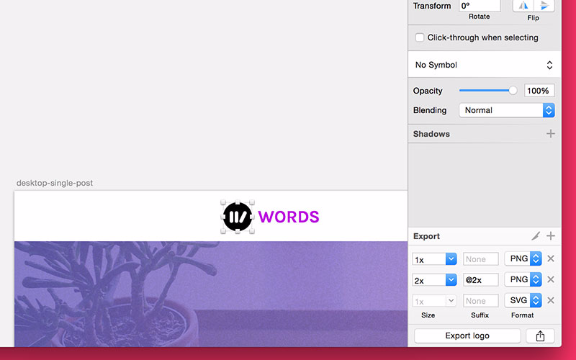 Transform 0°
Rotate Flip
Click-through when selecting
No Symbol
Opacity 100%
Blending Normal
Shadows
desktop-single-post
WORDS
Export
1x None PNG
2x @2x PNG
1x None SVG
Size Suffix Format
Export logo